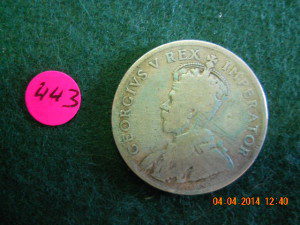 443
GEORGIVS V REX IMPERATOR
04-04-2014 12:40